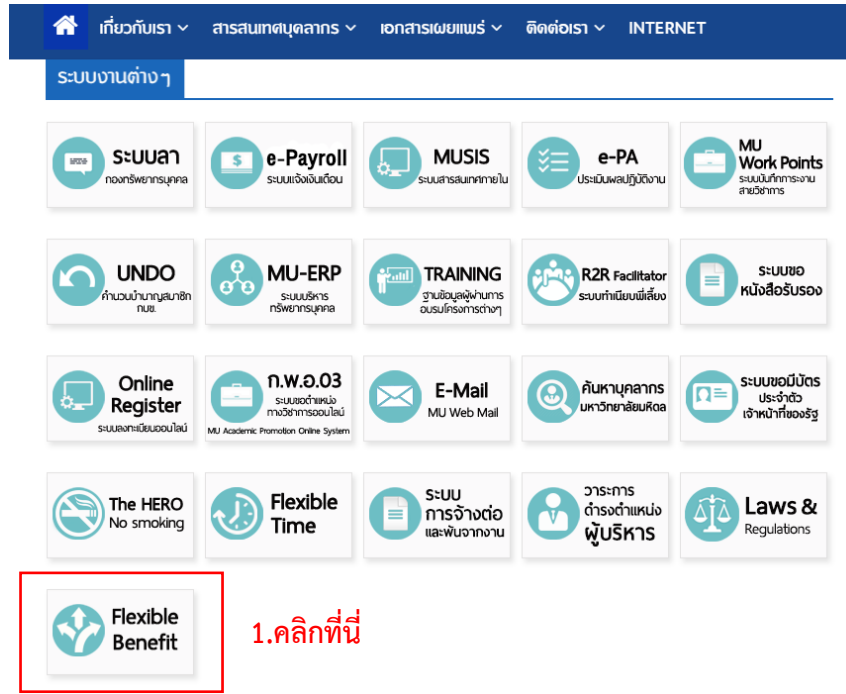 เกี่ยวกับเรา สารสนเทศบุคลากร เอกสารเผยแพร่ ติดต่อเรา INTERNET
ระบบงานต่าง ๆ
ระบบลา
กองทรัพยากรบุคคล
e-Payroll
ระบบแจ้งเงินเดือน
MUSIS
ระบบสารสนเทศภายใน
e-PA
ประเมินผลปฏิบัติงาน
MU
Work Points
ระบบบันทึกภาระงาน
สายวิชาการ
UNDO
คำนวนบำนาญสมาชิก
กบข.
MU-ERP
ระบบบริหาร
ทรัพยากรบุคคล
TRAINING
ฐานข้อมูลผู้ผ่านการ
อบรมโครงการต่างๆ
R2R Facilitator
ระบบทำเนียบพี่เลี้ยง
ระบบขอ
หนังสือรับรอง
Online
Register
ระบบลงทะเบียนออนไลน์
ก.พ.อ.03
ระบบขอตำแหน่ง
ทางวิชาการออนไลน์
MU Academic Promotion Online System
E-Mail
MU Web Mail
ค้นหาบุคลากร
มหาวิทยาลัยมหิดล
ระบบขอมีบัตร
ประจำตัว
เจ้าหน้าที่ของรัฐ
The HERO
No smoking
Flexible
Time
ระบบ
การจ้างต่อ
และพ้นจากงาน
วาระการ
ดำรงตำแหน่ง
ผู้บริหาร
Laws &
Regulations
Flexible
Benefit
1.คลิกที่นี่